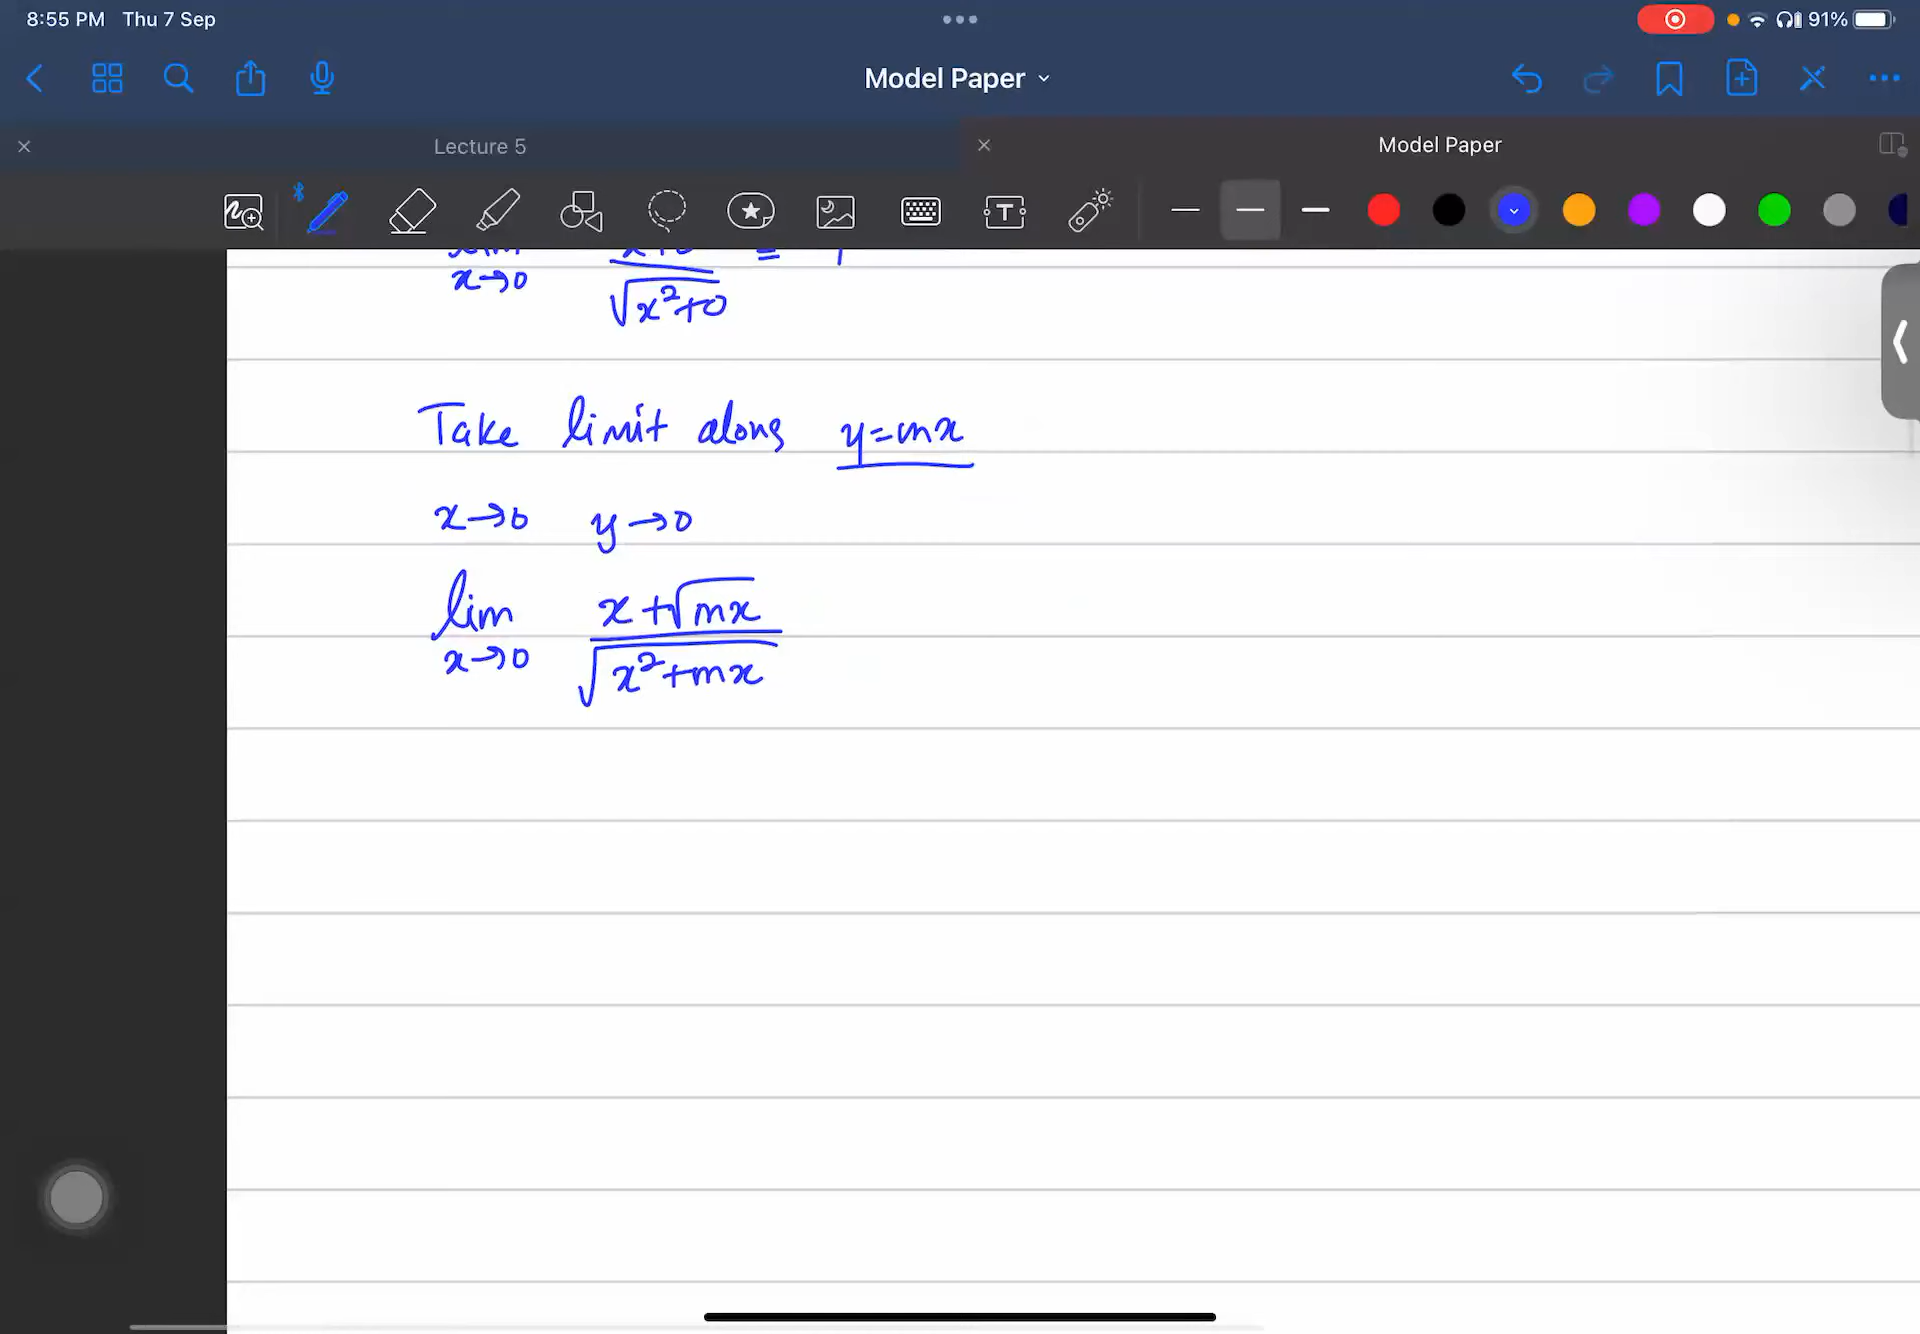 8:55 PM Thu 7 Sep 91%
Model Paper
Lecture 5 Model Paper
x→0 √x²+0
Take limit along y=mx
x→0 y→0
lim x+√mx
x→0 √x²+mx